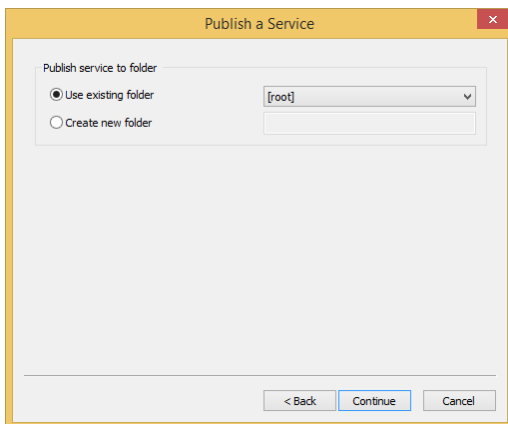 Publish a Service
Publish service to folder
Use existing folder
[root]
Create new folder
< Back
Continue
Cancel